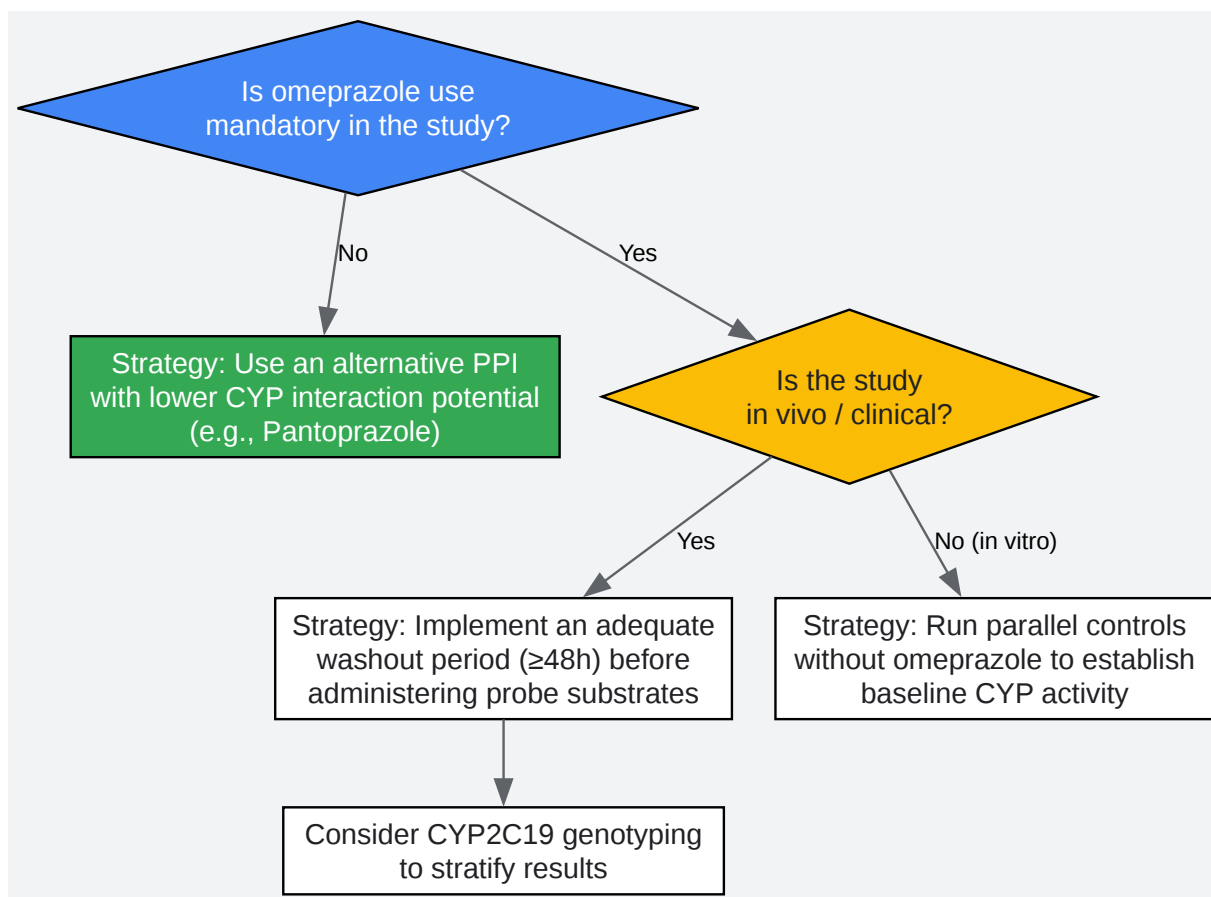 Is omeprazole use
mandatory in the study?
No
Yes
Strategy: Use an alternative PPI
with lower CYP interaction potential
(e.g., Pantoprazole)
Is the study
in vivo / clinical?
Yes
No (in vitro)
Strategy: Implement an adequate
washout period (≥48h) before
administering probe substrates
Strategy: Run parallel controls
without omeprazole to establish
baseline CYP activity
Consider CYP2C19 genotyping
to stratify results